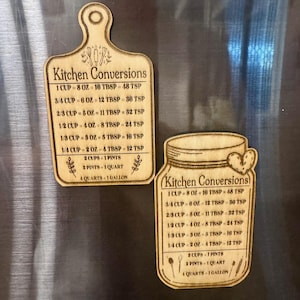 Kitchen Conversions
1 CUP = 8 OZ = 16 TBSP = 48 TSP
3/4 CUP = 6 OZ = 12 TBSP = 36 TSP
2/3 CUP = 5 OZ = 11 TBSP = 32 TSP
1/2 CUP = 4 OZ = 8 TBSP = 24 TSP
1/3 CUP = 3 OZ = 5 TBSP = 16 TSP
1/4 CUP = 2 OZ = 4 TBSP = 12 TSP
2 CUPS = 1 PINTS
2 PINTS = 1 QUART
4 QUARTS = 1 GALLON
Kitchen Conversions
1 CUP = 8 OZ = 16 TBSP = 48 TSP
3/4 CUP = 6 OZ = 12 TBSP = 36 TSP
2/3 CUP = 5 OZ = 11 TBSP = 32 TSP
1/2 CUP = 4 OZ = 8 TBSP = 24 TSP
1/3 CUP = 3 OZ = 5 TBSP = 16 TSP
1/4 CUP = 2 OZ = 4 TBSP = 12 TSP
2 CUPS = 1 PINTS
2 PINTS = 1 QUART
4 QUARTS = 1 GALLON